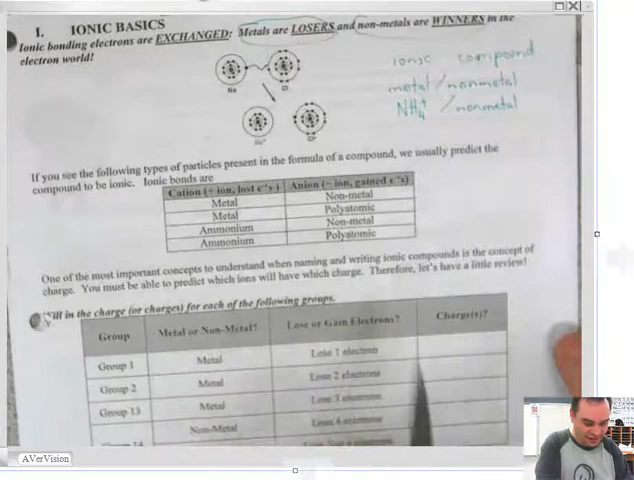 I. IONIC BASICS
Ionic bonding electrons are EXCHANGED: Metals are LOSERS and non-metals are WINNERS in the
electron world!
ionic compound
metal/nonmetal
NH4+/nonmetal
Na Cl
If you see the following types of particles present in the formula of a compound, we usually predict the
compound to be ionic. Ionic bonds are
Cation (+ ion, lost e-'s) Anion (- ion, gained e-'s)
Metal Non-metal
Metal Polyatomic
Ammonium Non-metal
Ammonium Polyatomic
One of the most important concepts to understand when naming and writing ionic compounds is the concept of
charge. You must be able to predict which ions will have which charge. Therefore, let's have a little review!
Fill in the charge (or charges) for each of the following groups.
Group Metal or Non-Metal? Lose or Gain Electrons? Charge(s)?
Group 1 Metal Lose 1 electron
Group 2 Metal Lose 2 electrons
Group 13 Metal Lose 3 electrons
Non-Metal Lose 4 electrons
AVerVision